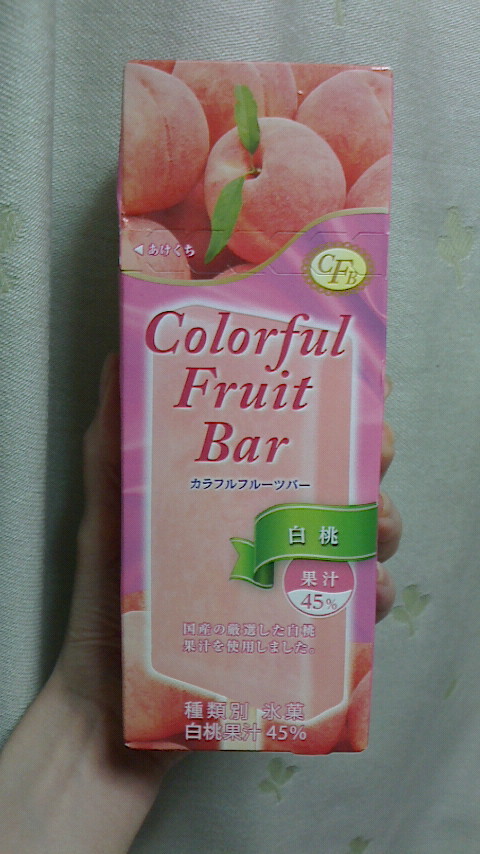 ◀あけくち
CFB
Colorful
Fruit
Bar
カラフルフルーツバー
白桃
果汁
45%
国産の厳選した白桃
果汁を使用しました。
種類別 氷菓
白桃果汁45%